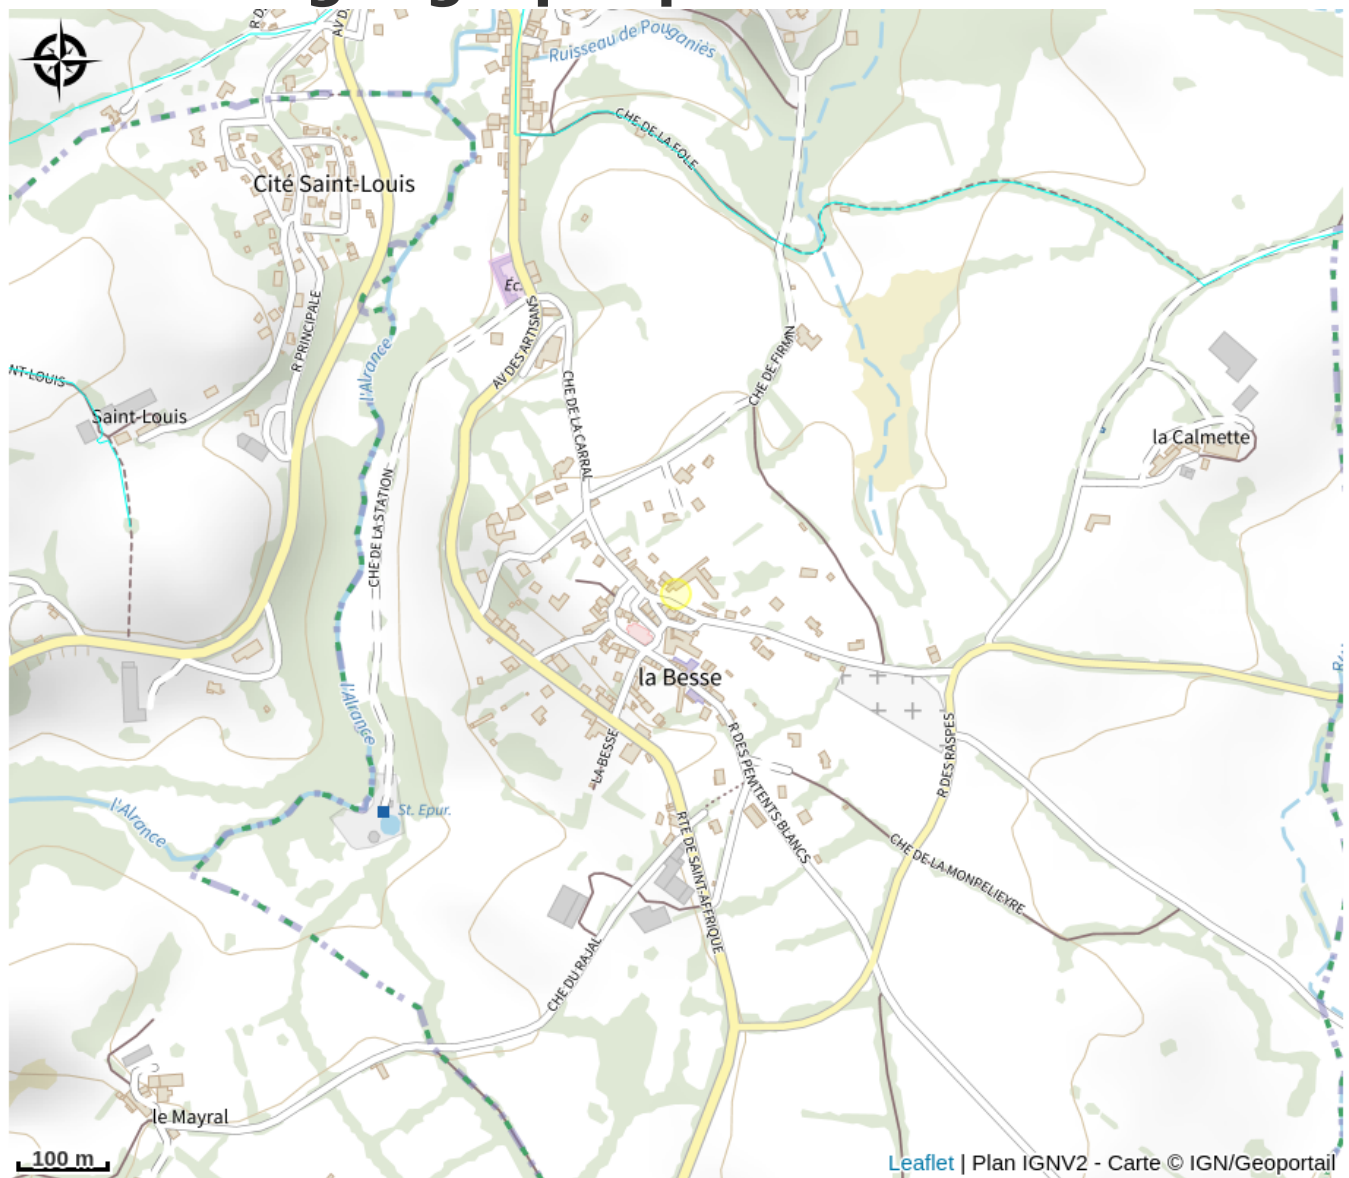 Ruisseau de Pouganiés
CHE DE LA FOLE
Cité Saint-Louis
Éc.
R PRINCIPALE
AV DES ARTISANS
l'Alrance
CHE DE FIRMIN
NT-LOUIS
CHE DE LA CARRAL
Saint-Louis
la Calmette
CHE DE LA STATION
la Besse
l'Alrance
R DES RASPES
LA BESSE
R DES PENITENTS BLANCS
l'Alrance
St. Epur.
RTE DE SAINT-AFFRIQUE
CHE DE LA MONPELIEYRE
CHE DU RAJAL
le Mayral
100 m
Leaflet | Plan IGNV2 - Carte © IGN/Geoportail